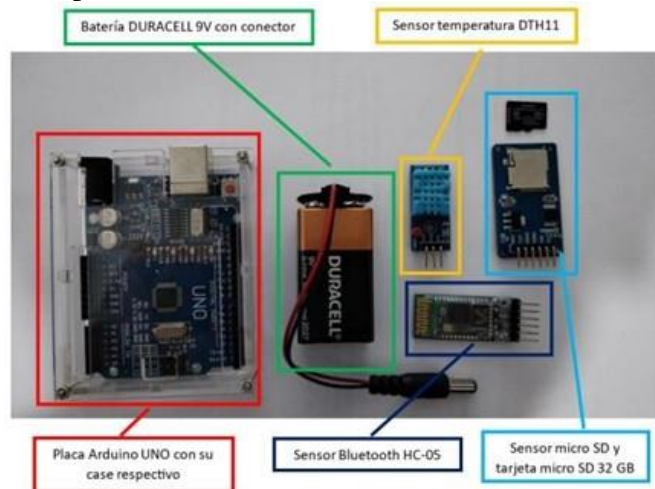 Batería DURACELL 9V con conector
Sensor temperatura DTH11
DURACELL
UNO
Placa Arduino UNO con su
case respectivo
Sensor Bluetooth HC-05
Sensor micro SD y
tarjeta micro SD 32 GB